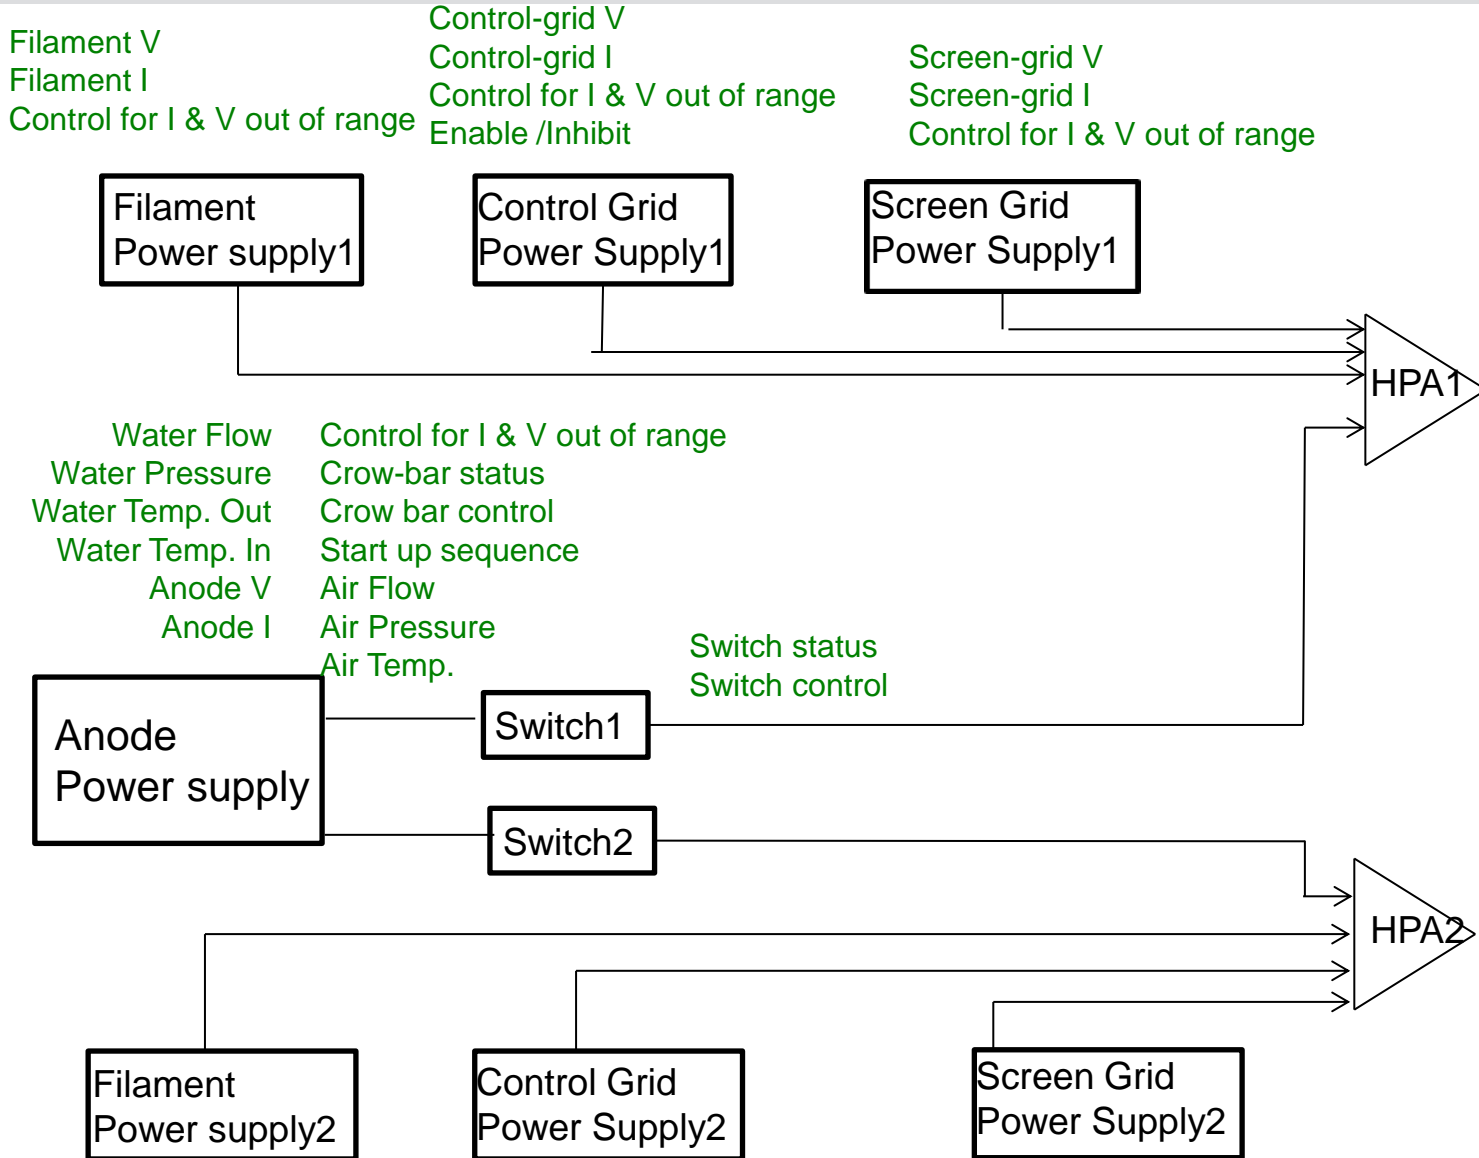 Filament V
Filament I
Control for I & V out of range
Control-grid V
Control-grid I
Control for I & V out of range
Enable /Inhibit
Screen-grid V
Screen-grid I
Control for I & V out of range
Filament
Power supply1
Control Grid
Power Supply1
Screen Grid
Power Supply1
HPA1
Water Flow
Water Pressure
Water Temp. Out
Water Temp. In
Anode V
Anode I
Control for I & V out of range
Crow-bar status
Crow bar control
Start up sequence
Air Flow
Air Pressure
Air Temp.
Switch status
Switch control
Anode
Power supply
Switch1
Switch2
HPA2
Filament
Power supply2
Control Grid
Power Supply2
Screen Grid
Power Supply2